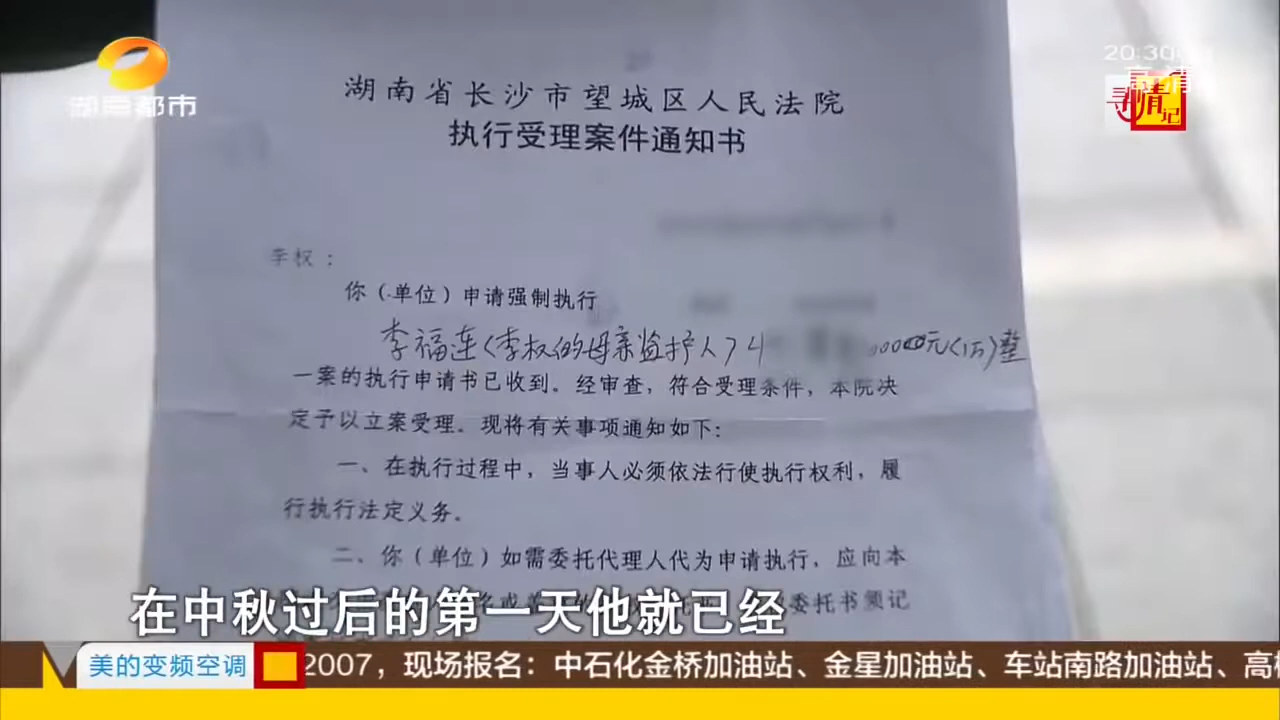 湖南都市
20:30
高清
寻情记
湖南省长沙市望城区人民法院
执行受理案件通知书
李权：
你（单位）申请强制执行
李福连（李权的母亲监护人）
元（1万）整
一案的执行申请书已收到。经审查，符合受理条件，本院决
定予以立案受理。现将有关事项通知如下：
一、在执行过程中，当事人必须依法行使执行权利，履
行执行法定义务。
二、你（单位）如需委托代理人代为申请执行，应向本
委托书须记
在中秋过后的第一天他就已经
美的变频空调
2007，现场报名：中石化金桥加油站、金星加油站、车站南路加油站、高